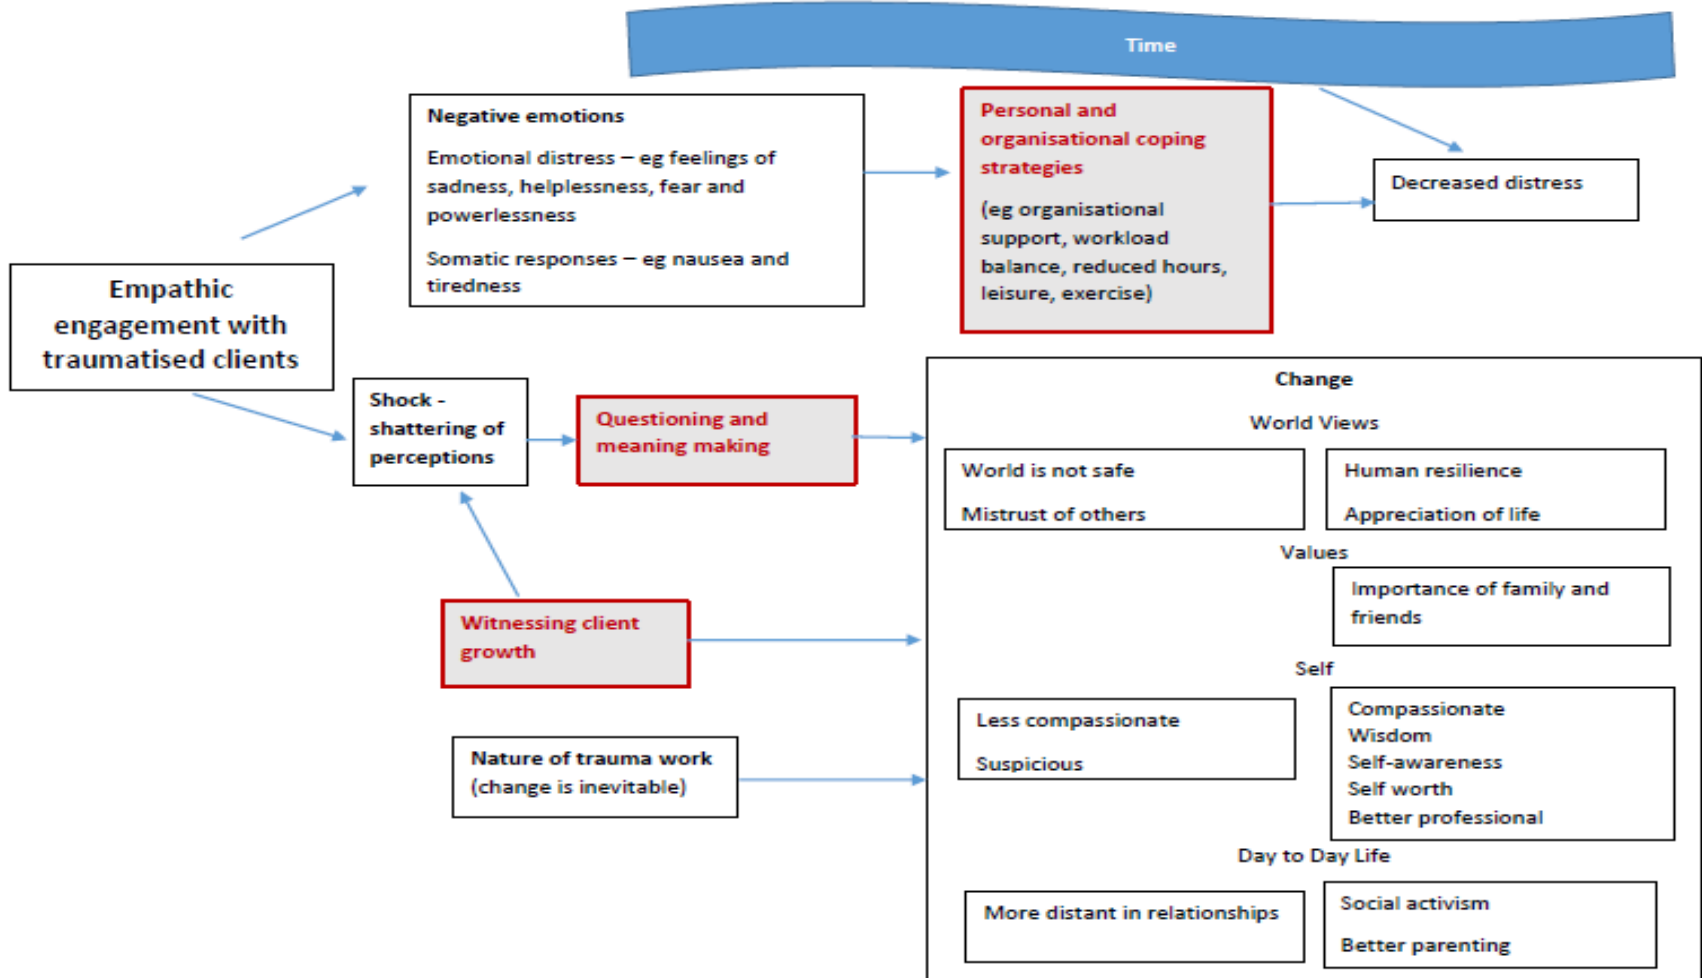 Time
Negative emotions
Emotional distress – eg feelings of
sadness, helplessness, fear and
powerlessness
Somatic responses – eg nausea and
tiredness
Personal and
organisational coping
strategies
(eg organisational
support, workload
balance, reduced hours,
leisure, exercise)
Decreased distress
Empathic
engagement with
traumatised clients
Shock -
shattering of
perceptions
Questioning and
meaning making
Witnessing client
growth
Nature of trauma work
(change is inevitable)
Change
World Views
World is not safe
Mistrust of others
Human resilience
Appreciation of life
Values
Importance of family and
friends
Self
Less compassionate
Suspicious
Compassionate
Wisdom
Self-awareness
Self worth
Better professional
Day to Day Life
More distant in relationships
Social activism
Better parenting